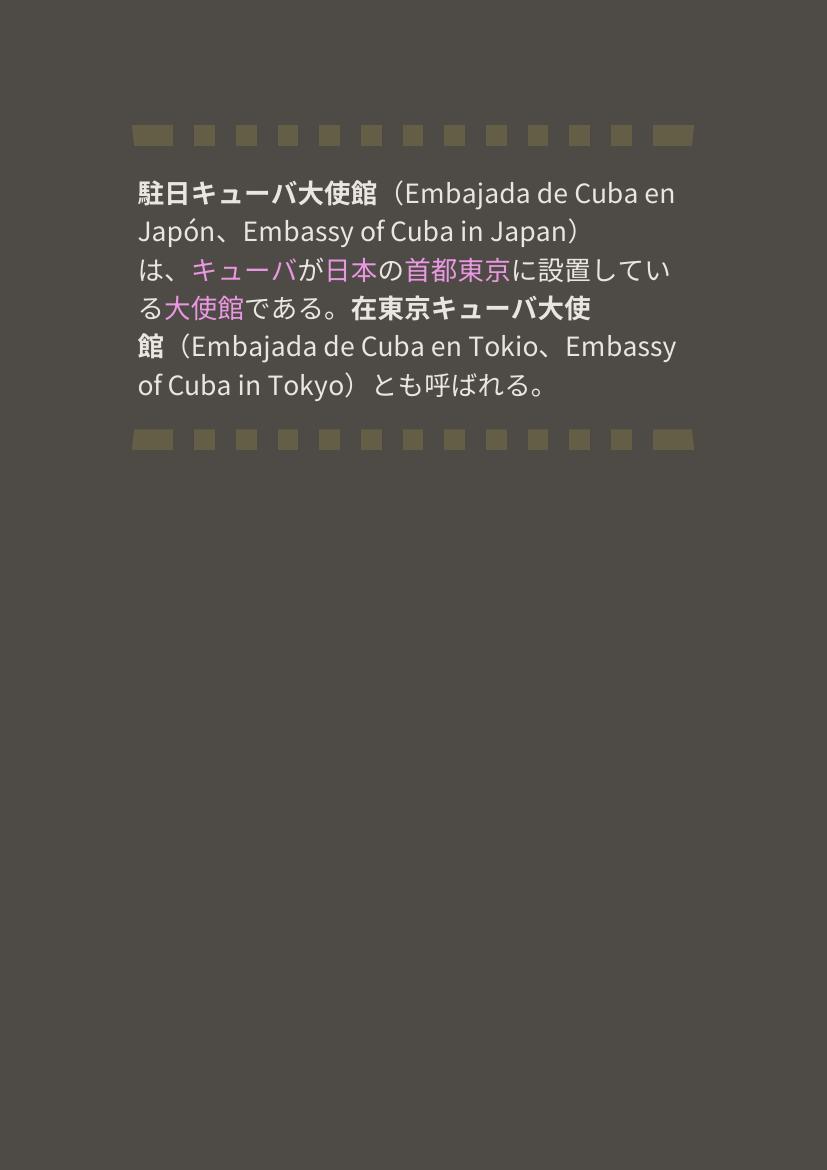 駐日キューバ大使館（Embajada de Cuba en
Japón、Embassy of Cuba in Japan）
は、キューバが日本の首都東京に設置してい
る大使館である。在東京キューバ大使
館（Embajada de Cuba en Tokio、Embassy
of Cuba in Tokyo）とも呼ばれる。